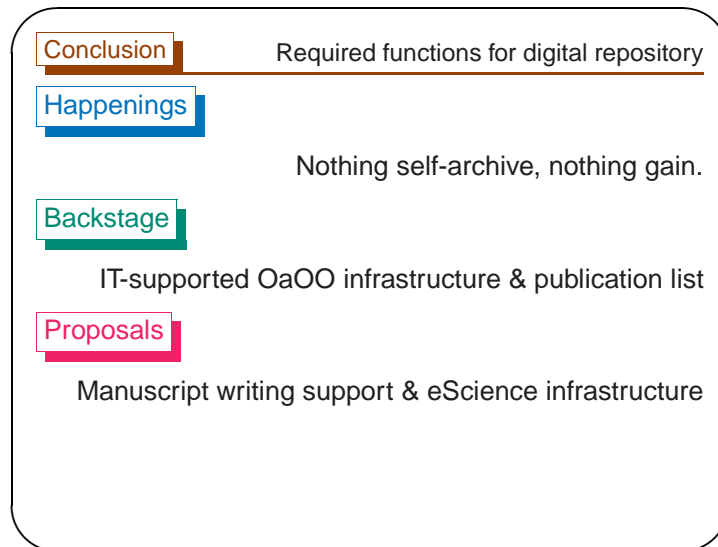 Conclusion Required functions for digital repository
Happenings
Nothing self-archive, nothing gain.
Backstage
IT-supported OaOO infrastructure & publication list
Proposals
Manuscript writing support & eScience infrastructure